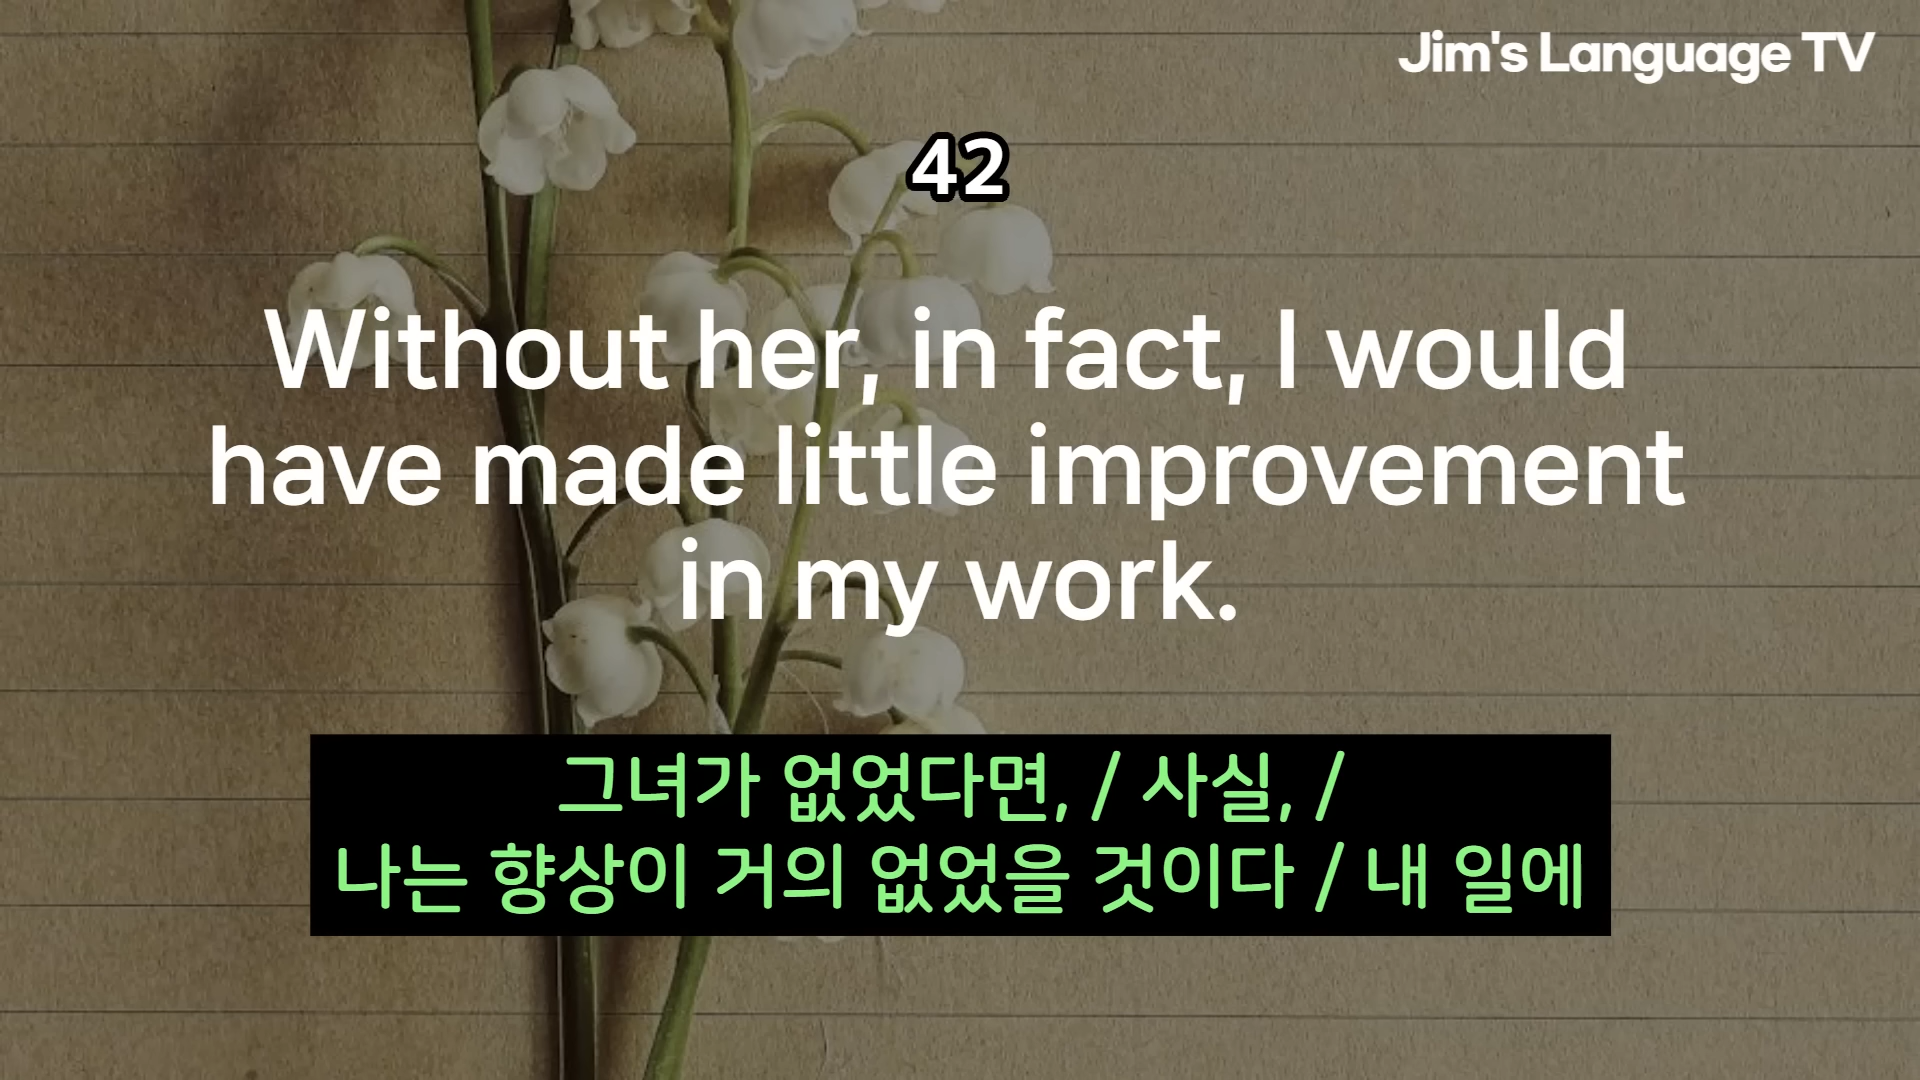 Jim's Language TV
42
Without her, in fact, I would
have made little improvement
in my work.
그녀가 없었다면, / 사실, /
나는 향상이 거의 없었을 것이다 / 내 일에